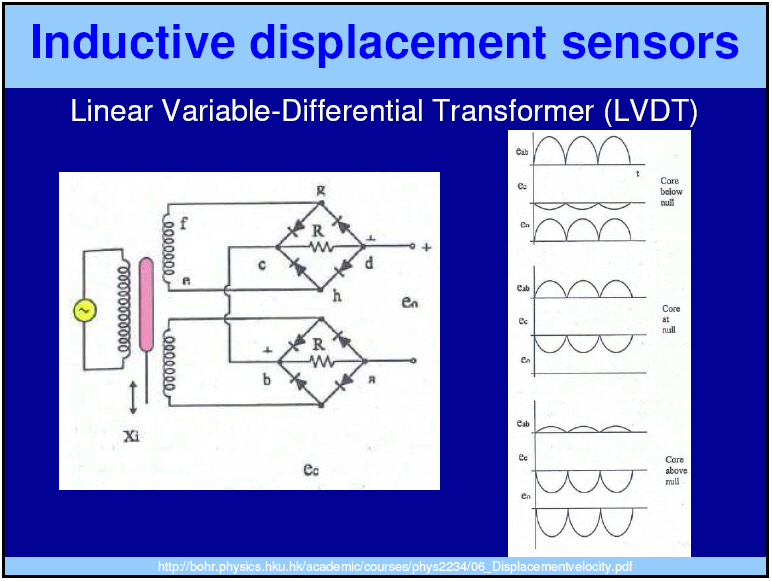 Inductive displacement sensors
Linear Variable-Differential Transformer (LVDT)
g
f
R
c
d
+
e
h
eo
~
R
b
a
Xi
ec
eab
t
ec
Core
below
null
eo
eab
ec
Core
at
null
eo
eab
ec
Core
above
null
eo
http://bohr.physics.hku.hk/academic/courses/phys2234/06_Displacementvelocity.pdf